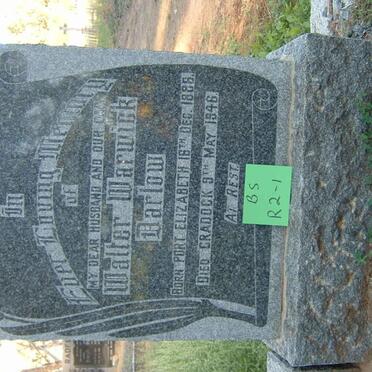 In
Ever Loving Memory
of
MY DEAR HUSBAND AND OUR
Walter Warwick
Barlow
BORN PORT ELIZABETH 16TH DEC. 1888.
DIED CRADOCK 9TH MAY 1946.
AT REST
BS
R2-1